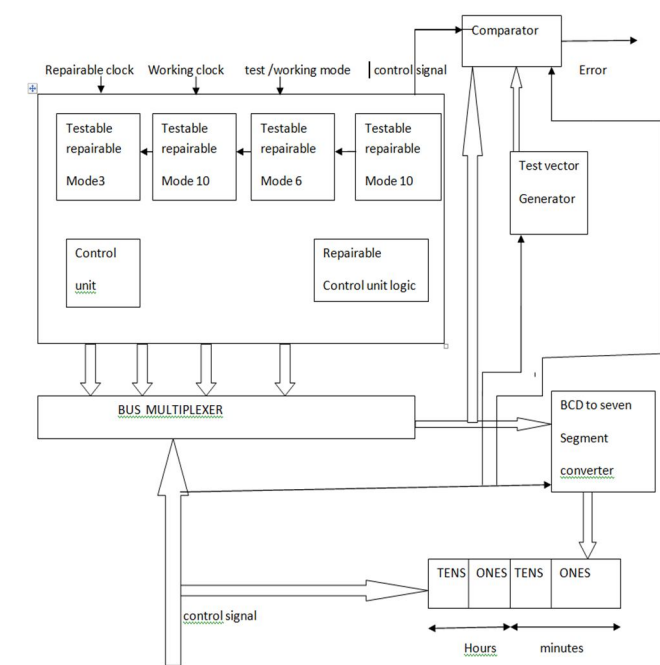 Comparator
Repairable clock
Working clock
test /working mode
control signal
Error
Testable
repairable
Mode3
Testable
repairable
Mode 10
Testable
repairable
Mode 6
Testable
repairable
Mode 10
Test vector
Generator
Control
unit
Repairable
Control unit logic
BUS MULTIPLEXER
BCD to seven
Segment
converter
TENS
ONES
TENS
ONES
control signal
Hours
minutes